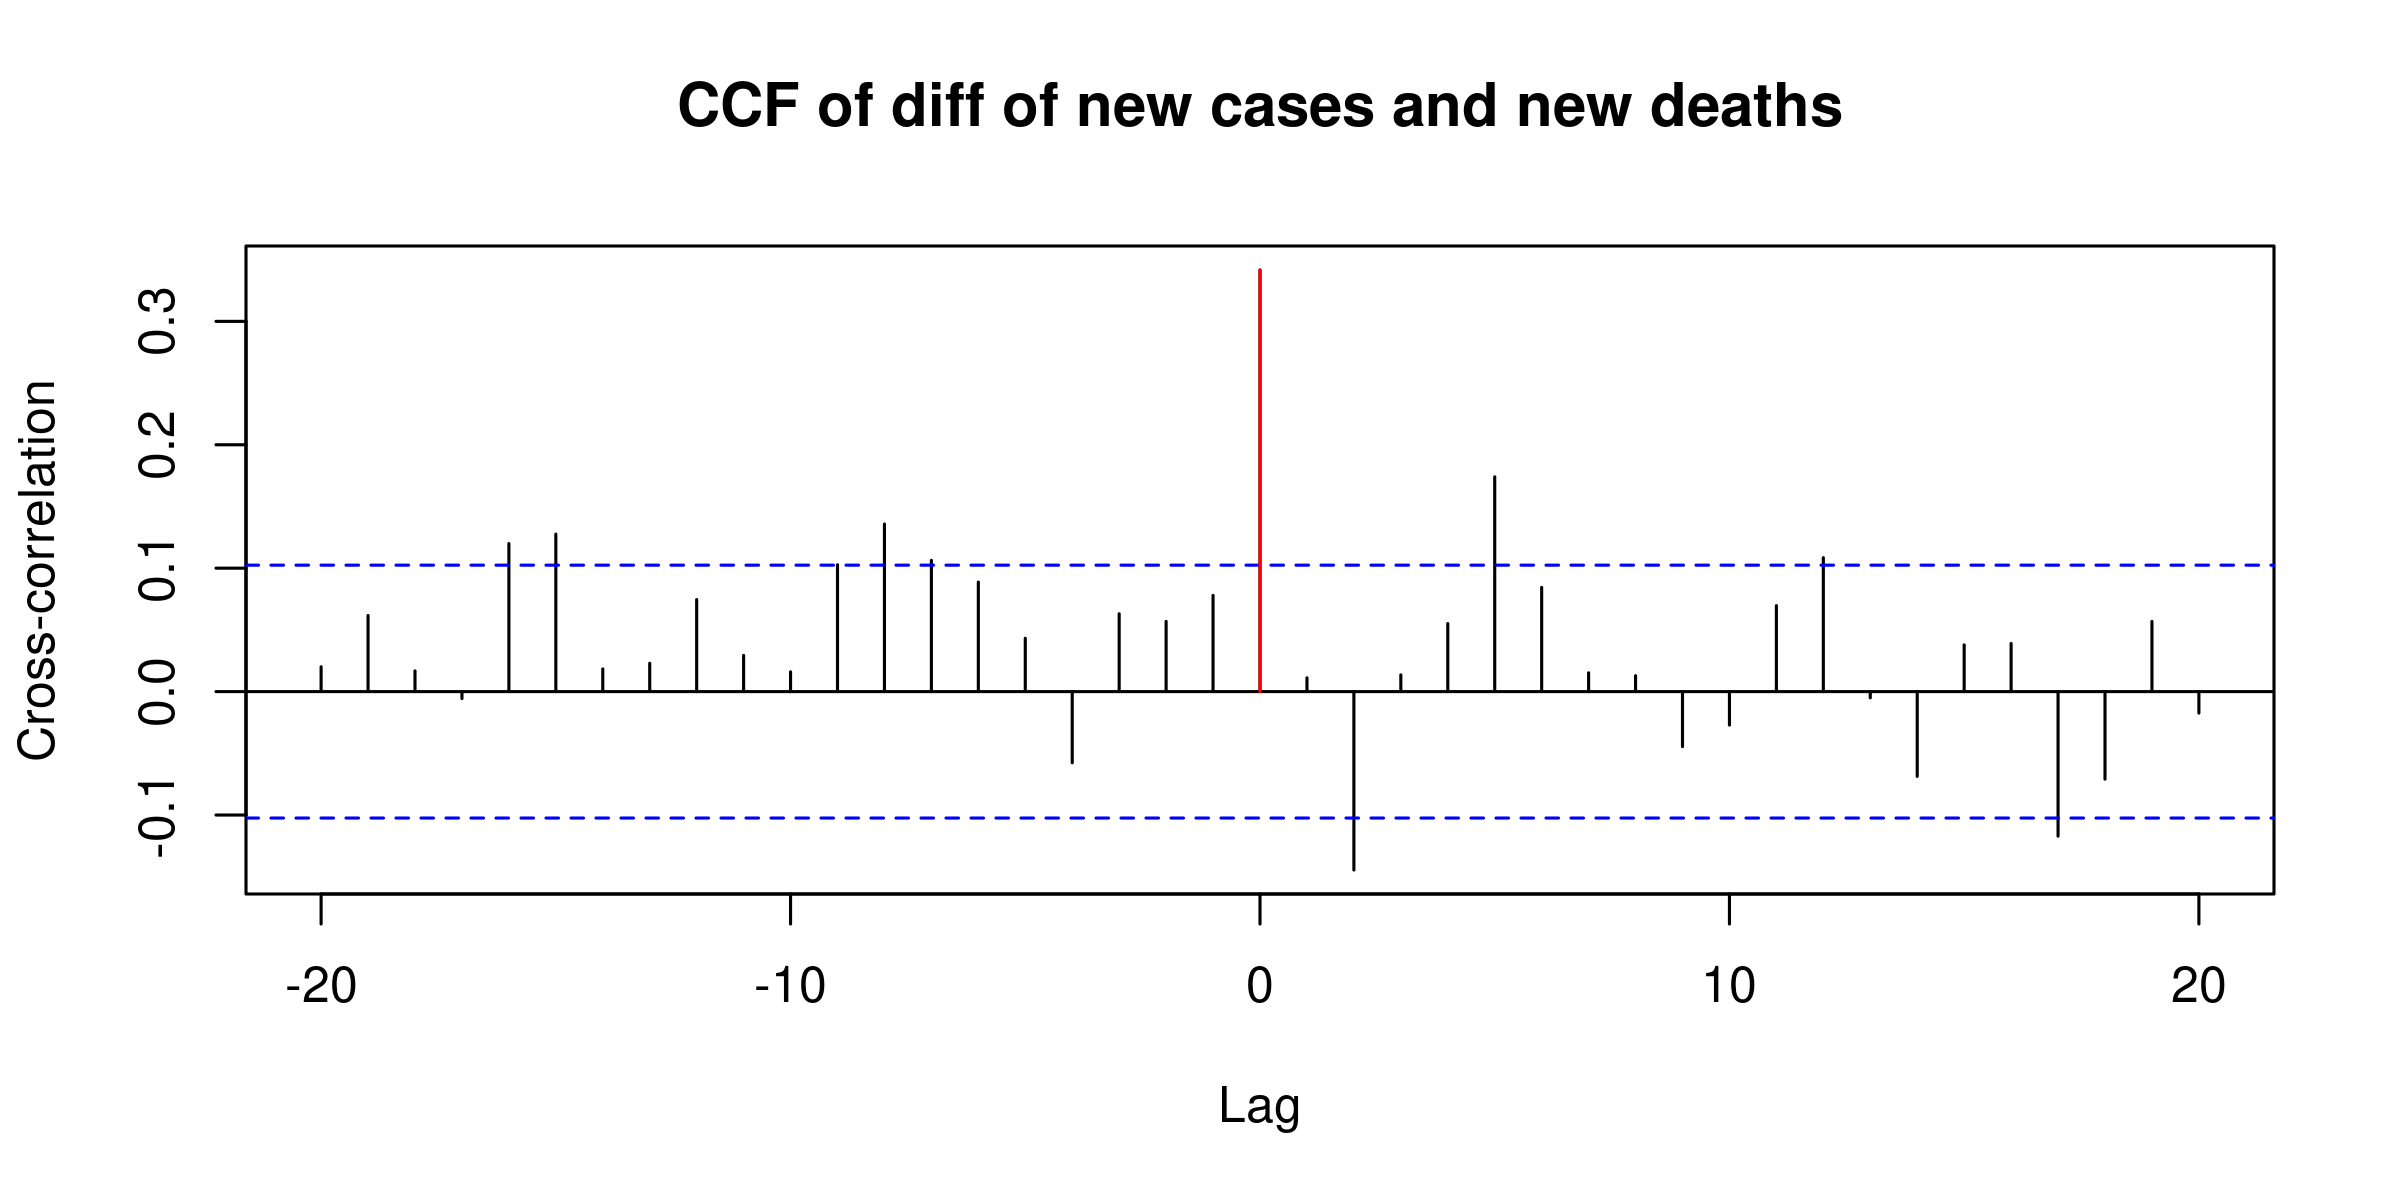 CCF of diff of new cases and new deaths
Cross-correlation
0.3
0.2
0.1
0.0
-0.1
-20 -10 0 10 20
Lag